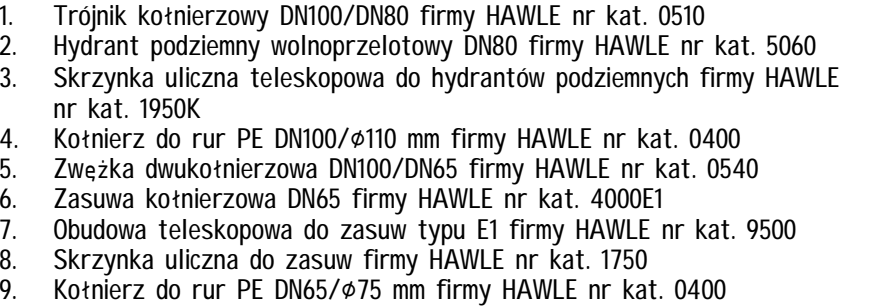 1. Trójnik kołnierzowy DN100/DN80 firmy HAWLE nr kat. 0510
2. Hydrant podziemny wolnoprzelotowy DN80 firmy HAWLE nr kat. 5060
3. Skrzynka uliczna teleskopowa do hydrantów podziemnych firmy HAWLE
nr kat. 1950K
4. Kołnierz do rur PE DN100/ø110 mm firmy HAWLE nr kat. 0400
5. Zwężka dwukołnierzowa DN100/DN65 firmy HAWLE nr kat. 0540
6. Zasuwa kołnierzowa DN65 firmy HAWLE nr kat. 4000E1
7. Obudowa teleskopowa do zasuw typu E1 firmy HAWLE nr kat. 9500
8. Skrzynka uliczna do zasuw firmy HAWLE nr kat. 1750
9. Kołnierz do rur PE DN65/ø75 mm firmy HAWLE nr kat. 0400